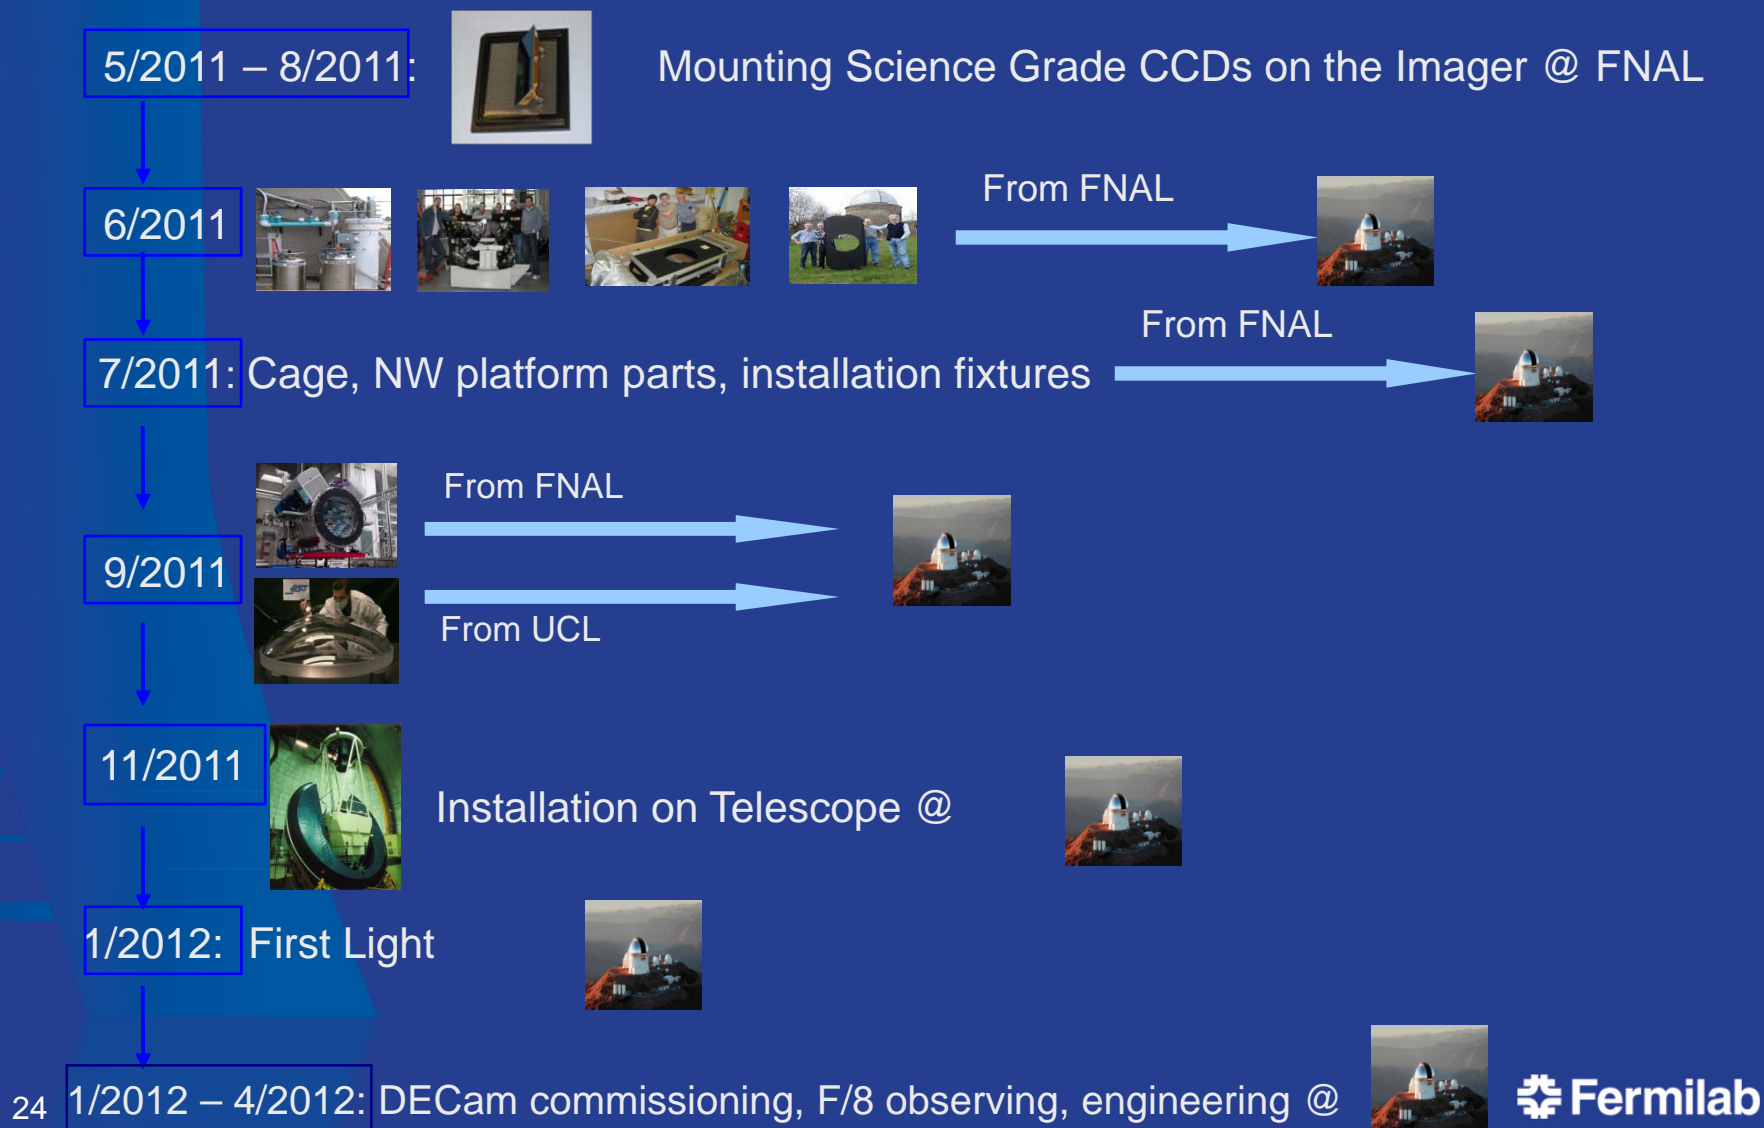 5/2011 – 8/2011:
Mounting Science Grade CCDs on the Imager @ FNAL
6/2011
From FNAL
7/2011: Cage, NW platform parts, installation fixtures
From FNAL
9/2011
From FNAL
From UCL
11/2011
Installation on Telescope @
1/2012: First Light
1/2012 – 4/2012: DECam commissioning, F/8 observing, engineering @
24
Fermilab